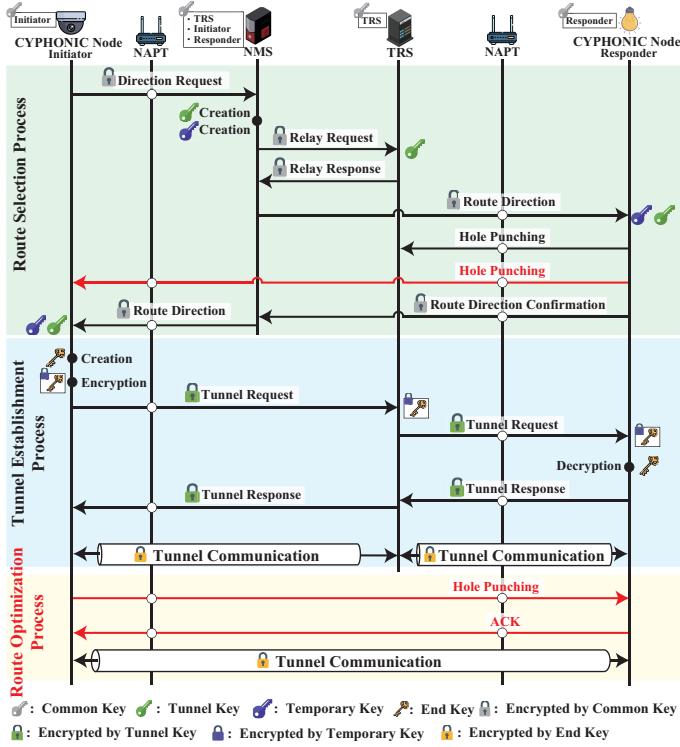 Initiator
• TRS
• Initiator
• Responder
TRS
Responder
CYPHONIC Node
Initiator
NAPT
NMS
TRS
NAPT
CYPHONIC Node
Responder
Route Selection Process
Direction Request
Creation
Creation
Relay Request
Relay Response
Route Direction
Hole Punching
Hole Punching
Route Direction Confirmation
Route Direction
Tunnel Establishment
Process
Creation
Encryption
Tunnel Request
Tunnel Request
Decryption
Tunnel Response
Tunnel Response
Tunnel Communication
Tunnel Communication
Route Optimization
Process
Hole Punching
ACK
Tunnel Communication
: Common Key : Tunnel Key : Temporary Key : End Key : Encrypted by Common Key
: Encrypted by Tunnel Key : Encrypted by Temporary Key : Encrypted by End Key